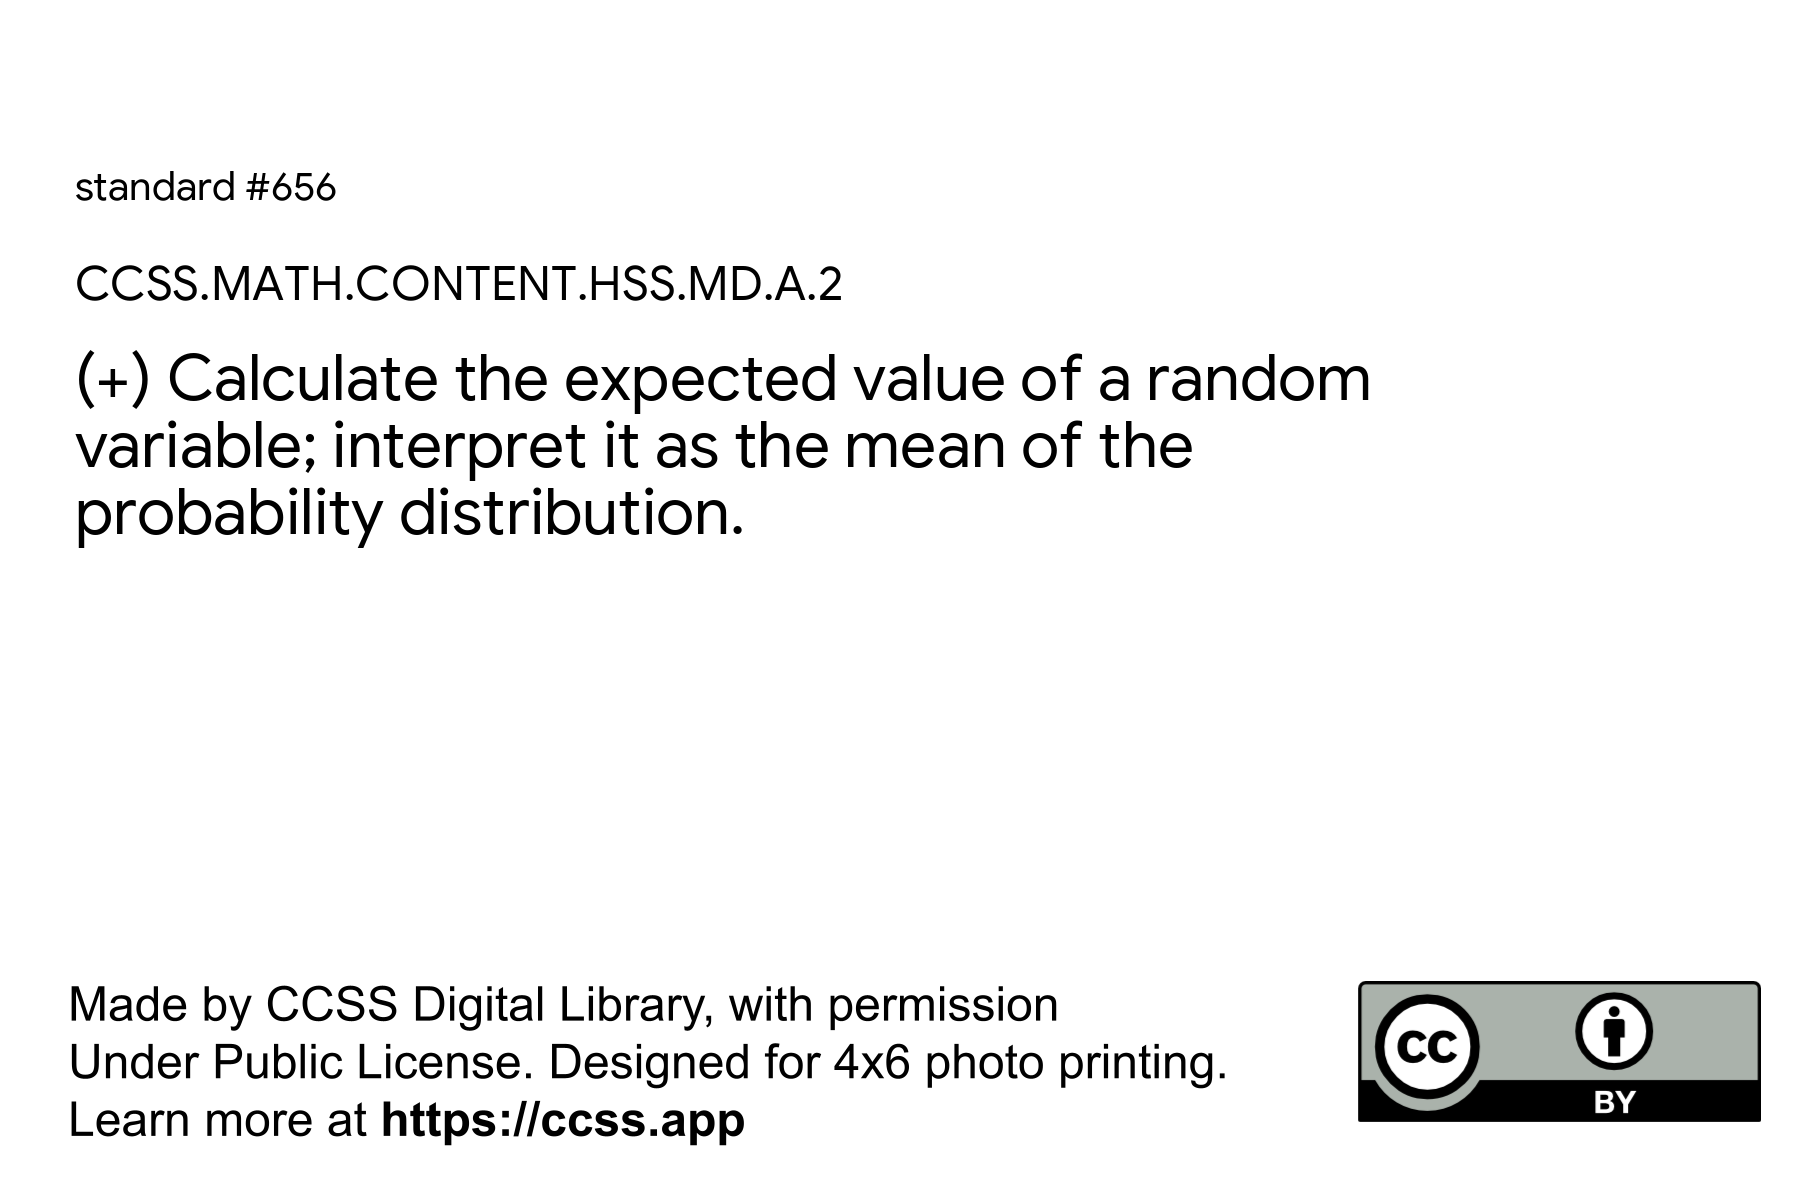 standard #656
CCSS.MATH.CONTENT.HSS.MD.A.2
(+) Calculate the expected value of a random
variable; interpret it as the mean of the
probability distribution.
Made by CCSS Digital Library, with permission
Under Public License. Designed for 4x6 photo printing.
Learn more at https://ccss.app
CC
BY